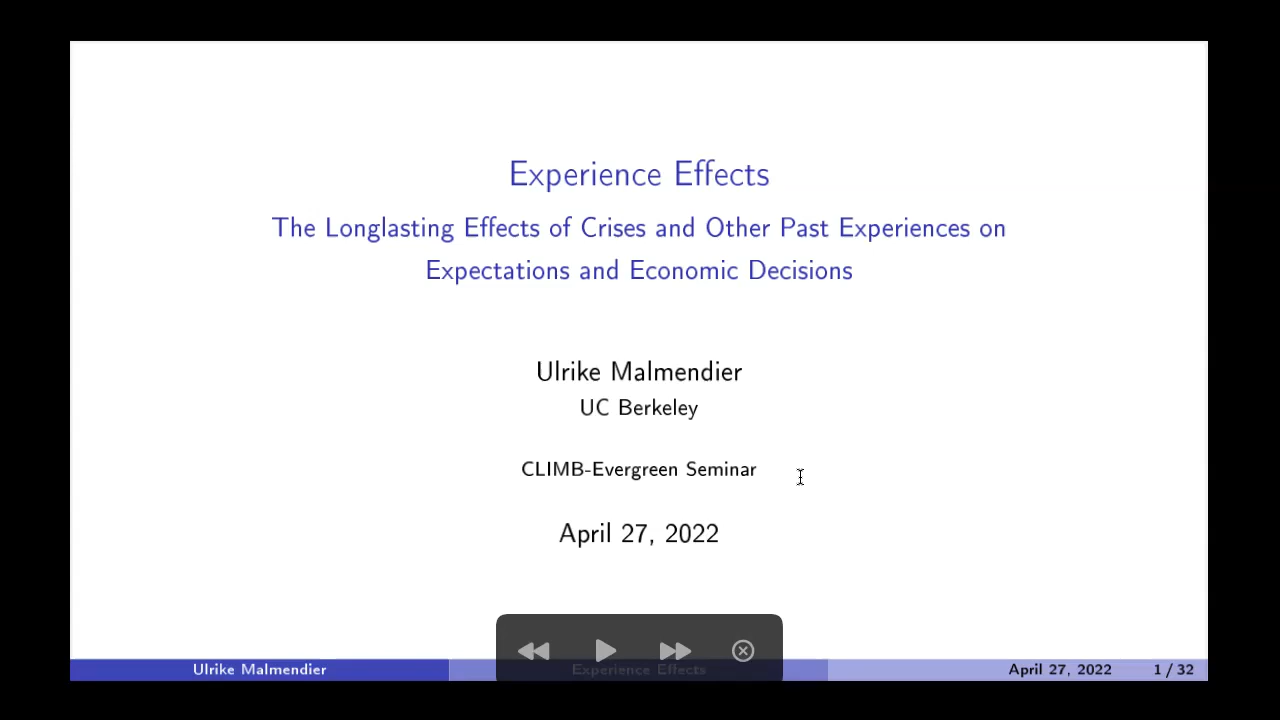 Experience Effects
The Longlasting Effects of Crises and Other Past Experiences on
Expectations and Economic Decisions
Ulrike Malmendier
UC Berkeley
CLIMB-Evergreen Seminar
April 27, 2022
Ulrike Malmendier Experience Effects April 27, 2022 1 / 32